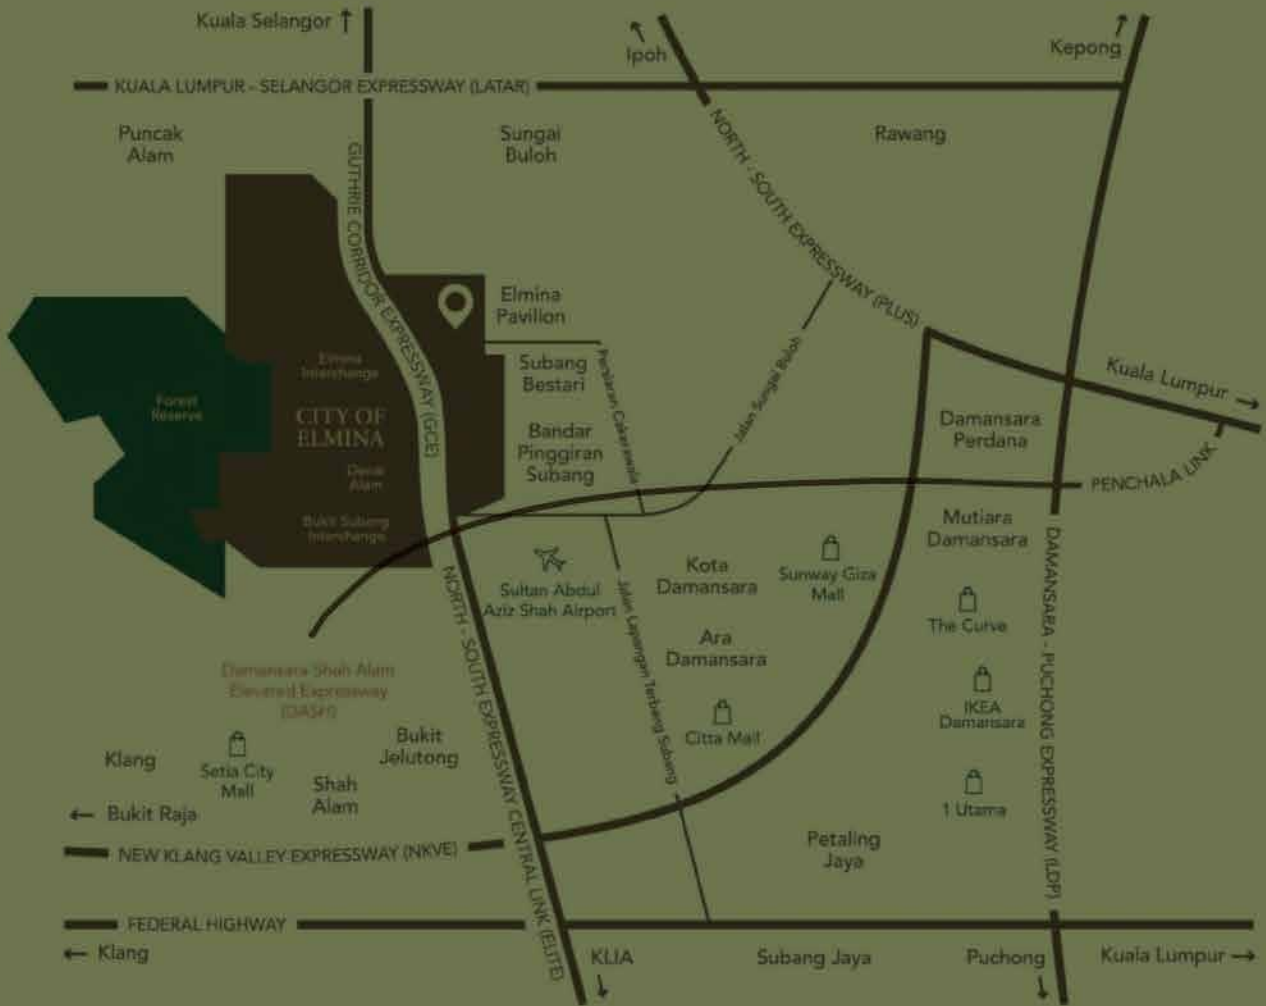 Kuala Selangor
Ipoh
Kepong
KUALA LUMPUR - SELANGOR EXPRESSWAY (LATAR)
Puncak
Alam
Sungai
Buloh
Rawang
GUTHRIE CORRIDOR EXPRESSWAY (GCE)
NORTH - SOUTH EXPRESSWAY (PLUS)
Elmina
Pavilion
Elmina
Interchange
Forest
Reserve
CITY OF
ELMINA
Denai
Alam
Bukit Subang
Interchange
Subang
Bestari
Bandar
Pinggiran
Subang
Persiaran Cakerawala
Jalan Sungai Buloh
Kuala Lumpur
Damansara
Perdana
PENCHALA LINK
Mutiara
Damansara
Sultan Abdul
Aziz Shah Airport
Kota
Damansara
Sunway Giza
Mall
The Curve
Ara
Damansara
Jalan Lapangan Terbang Subang
IKEA
Damansara
Citta Mall
1 Utama
DAMANSARA - PUCHONG EXPRESSWAY (LDP)
NORTH - SOUTH EXPRESSWAY CENTRAL LINK (ELITE)
Damansara Shah Alam
Elevated Expressway
(DASH)
Klang
Setia City
Mall
Bukit
Jelutong
Shah
Alam
Bukit Raja
Petaling
Jaya
NEW KLANG VALLEY EXPRESSWAY (NKVE)
FEDERAL HIGHWAY
Klang
KLIA
Subang Jaya
Puchong
Kuala Lumpur